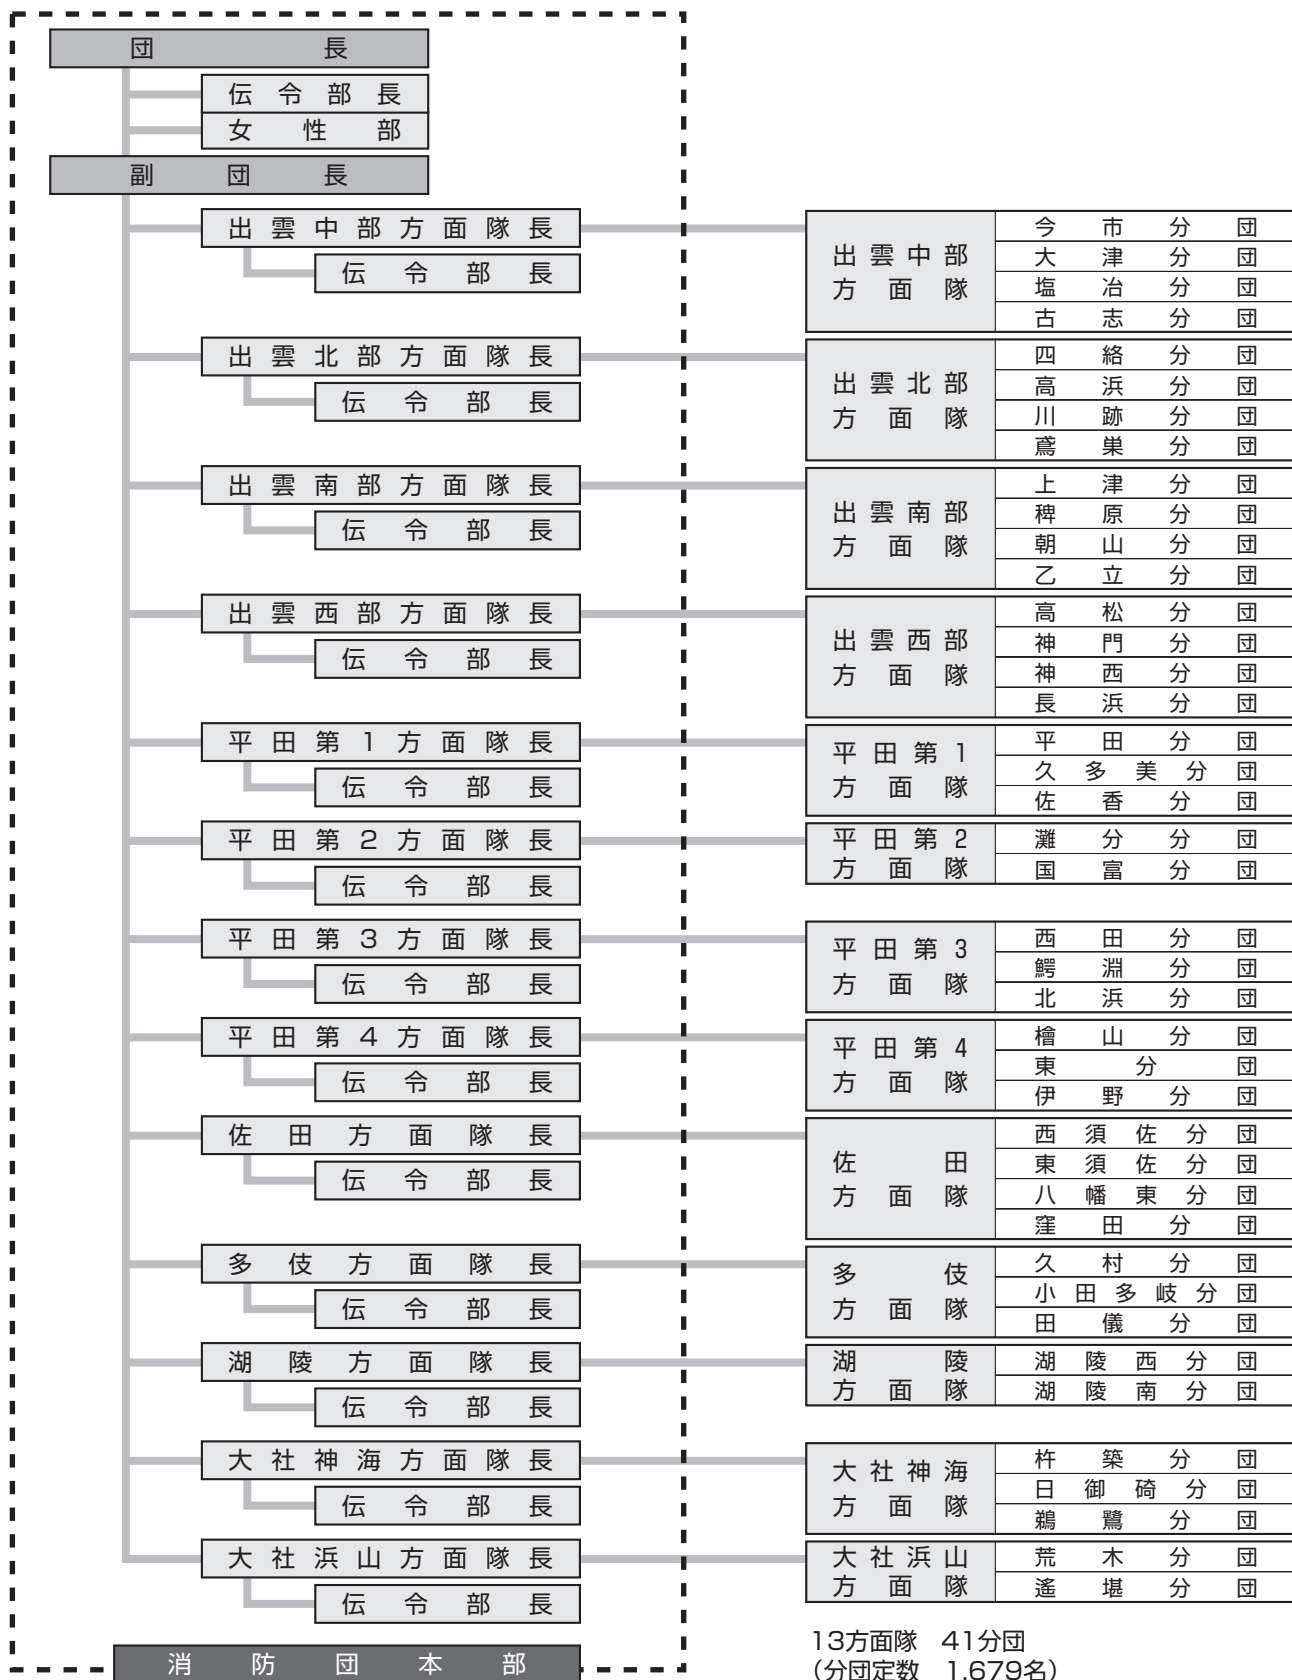 団長
伝令部長
女性部
副団長
出雲中部方面隊長
伝令部長
出雲北部方面隊長
伝令部長
出雲南部方面隊長
伝令部長
出雲西部方面隊長
伝令部長
平田第1方面隊長
伝令部長
平田第2方面隊長
伝令部長
平田第3方面隊長
伝令部長
平田第4方面隊長
伝令部長
佐田方面隊長
伝令部長
多伎方面隊長
伝令部長
湖陵方面隊長
伝令部長
大社神海方面隊長
伝令部長
大社浜山方面隊長
伝令部長
消防団本部
出雲中部
方面隊
今市分団
大津分団
塩冶分団
古志分団
出雲北部
方面隊
四絡分団
高浜分団
川跡分団
鳶巣分団
出雲南部
方面隊
上津分団
稗原分団
朝山分団
乙立分団
出雲西部
方面隊
高松分団
神門分団
神西分団
長浜分団
平田第1
方面隊
平田分団
久多美分団
佐香分団
平田第2
方面隊
灘分分団
国富分団
平田第3
方面隊
西田分団
鰐淵分団
北浜分団
平田第4
方面隊
檜山分団
東分団
伊野分団
佐田
方面隊
西須佐分団
東須佐分団
八幡東分団
窪田分団
多伎
方面隊
久村分団
小田多岐分団
田儀分団
湖陵
方面隊
湖陵西分団
湖陵南分団
大社神海
方面隊
杵築分団
日御碕分団
鵜鷺分団
大社浜山
方面隊
荒木分団
遙堪分団
13方面隊 41分団
(分団定数 1,679名)